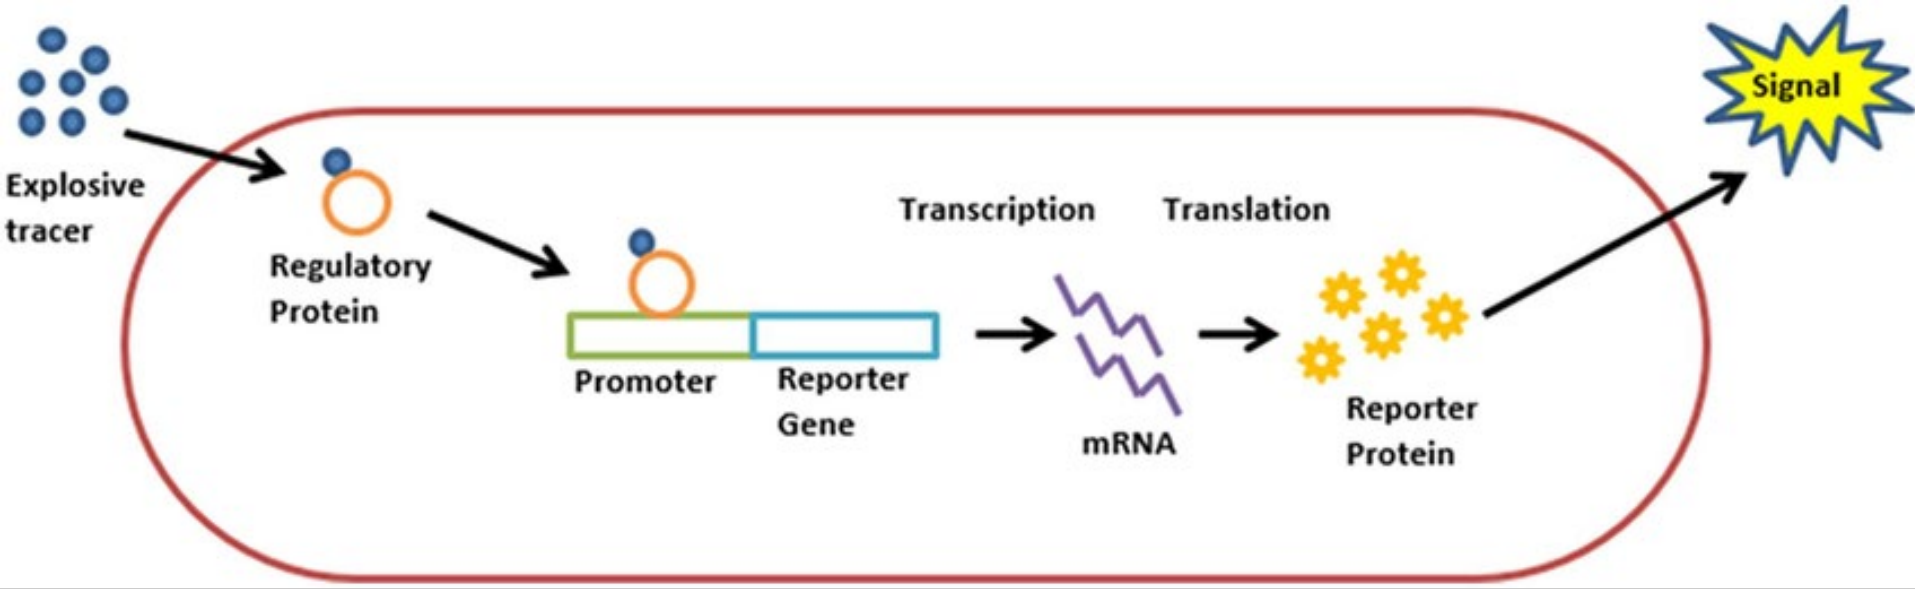 Signal
Explosive
tracer
Regulatory
Protein
Transcription
Translation
Promoter
Reporter
Gene
mRNA
Reporter
Protein